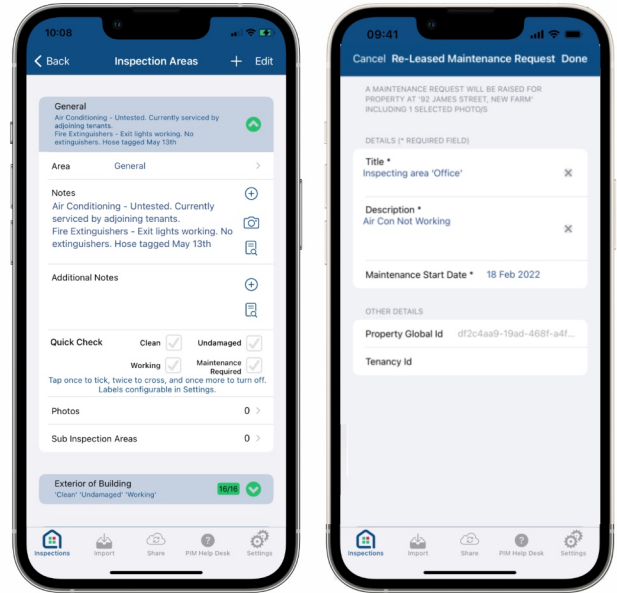 10:08
Back
Inspection Areas
Edit
General
Air Conditioning - Untested. Currently serviced by
adjoining tenants.
Fire Extinguishers - Exit lights working. No
extinguishers. Hose tagged May 13th
Area General
Notes
Air Conditioning - Untested. Currently
serviced by adjoining tenants.
Fire Extinguishers - Exit lights working. No
extinguishers. Hose tagged May 13th
Additional Notes
Quick Check Clean Undamaged
Working Maintenance
Required
Tap once to tick, twice to cross, and once more to turn off.
Labels configurable in Settings.
Photos 0
Sub Inspection Areas 0
Exterior of Building
'Clean' 'Undamaged' 'Working'
16/16
Inspections Import Share PIM Help Desk Settings
09:41
Cancel Re-Leased Maintenance Request Done
A MAINTENANCE REQUEST WILL BE RAISED FOR
PROPERTY AT '92 JAMES STREET, NEW FARM'
INCLUDING 1 SELECTED PHOTO/S
DETAILS (* REQUIRED FIELD)
Title *
Inspecting area 'Office'
Description *
Air Con Not Working
Maintenance Start Date * 18 Feb 2022
OTHER DETAILS
Property Global Id df2c4aa9-19ad-468f-a4f...
Tenancy Id
Inspections Import Share PIM Help Desk Settings